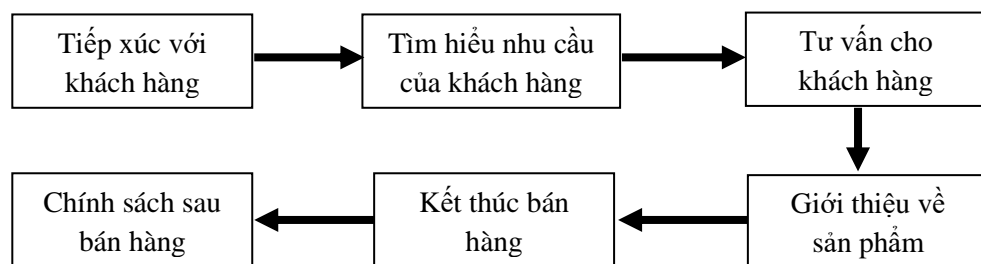 Tiếp xúc với
khách hàng
Tìm hiểu nhu cầu
của khách hàng
Tư vấn cho
khách hàng
Giới thiệu về
sản phẩm
Kết thúc bán
hàng
Chính sách sau
bán hàng